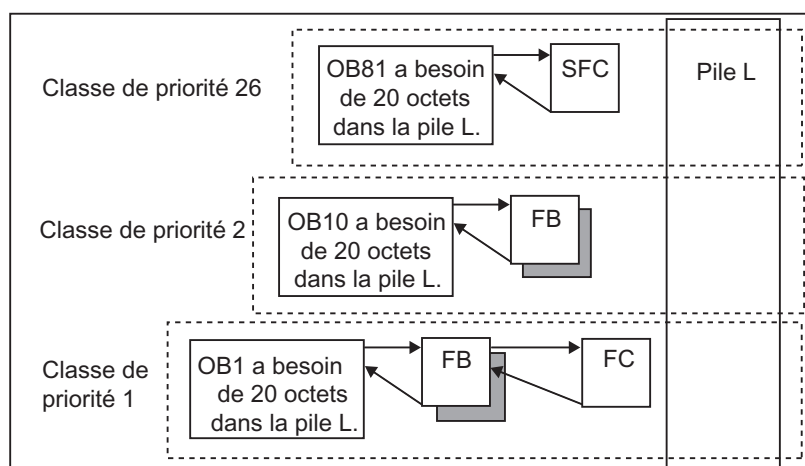 Classe de priorité 26
OB81 a besoin
de 20 octets
dans la pile L.
SFC
Pile L
Classe de priorité 2
OB10 a besoin
de 20 octets
dans la pile L.
FB
Classe de
priorité 1
OB1 a besoin
de 20 octets
dans la pile L.
FB
FC